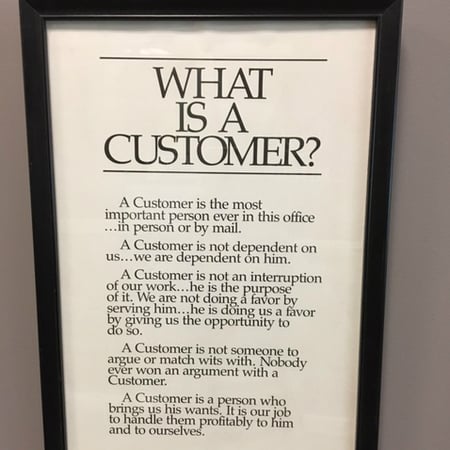 WHAT
IS A
CUSTOMER?
A Customer is the most
important person ever in this office
...in person or by mail.
A Customer is not dependent on
us...we are dependent on him.
A Customer is not an interruption
of our work...he is the purpose
of it. We are not doing a favor by
serving him...he is doing us a favor
by giving us the opportunity to
do so.
A Customer is not someone to
argue or match wits with. Nobody
ever won an argument with a
Customer.
A Customer is a person who
brings us his wants. It is our job
to handle them profitably to him
and to ourselves.